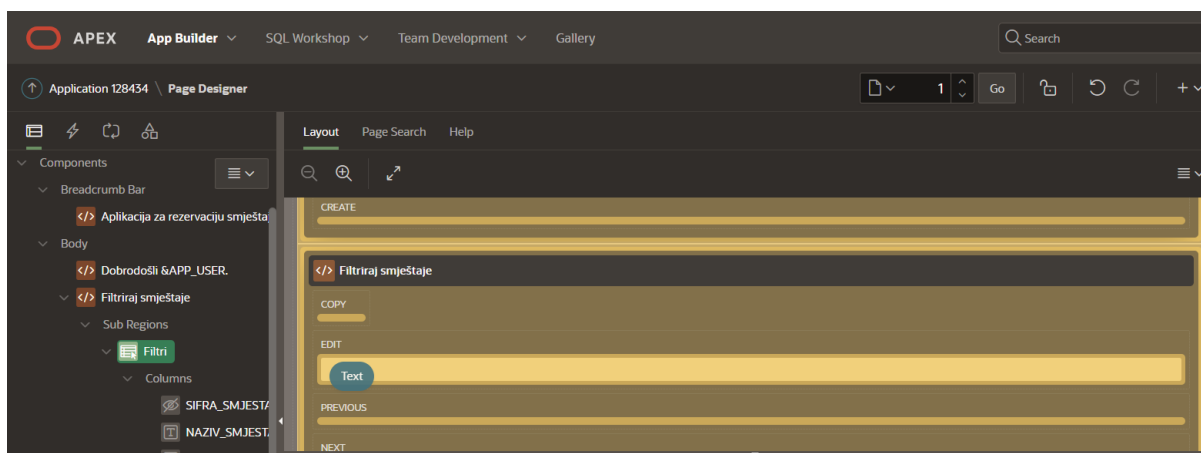 APEX App Builder SQL Workshop Team Development Gallery Search
Application 128434 \ Page Designer 1 Go
Layout Page Search Help
Components
Breadcrumb Bar
</> Aplikacija za rezervaciju smješta
Body
</> Dobrodošli &APP_USER.
</> Filtriraj smještaje
Sub Regions
Filtri
Columns
SIFRA_SMJESTA
NAZIV_SMJEST
CREATE
</> Filtriraj smještaje
COPY
EDIT
Text
PREVIOUS
NEXT